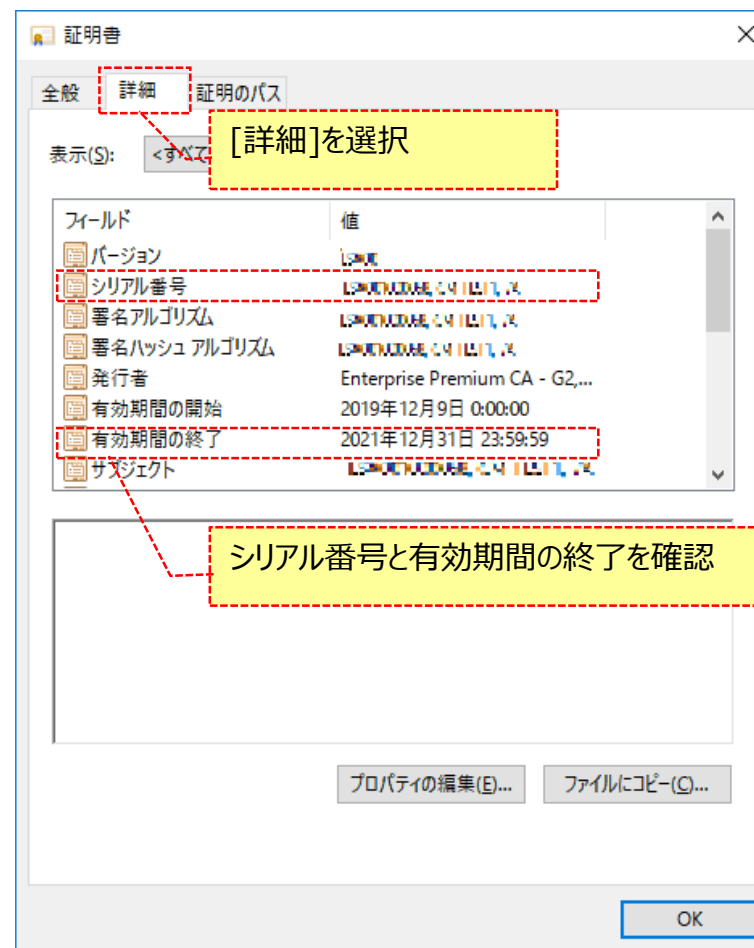 証明書
全般 詳細 証明のパス
[詳細]を選択
表示(S): <すべて
フィールド 値
バージョン
シリアル番号
署名アルゴリズム
署名ハッシュ アルゴリズム
発行者 Enterprise Premium CA - G2,...
有効期間の開始 2019年12月9日 0:00:00
有効期間の終了 2021年12月31日 23:59:59
サブジェクト
シリアル番号と有効期間の終了を確認
プロパティの編集(E)... ファイルにコピー(C)...
OK